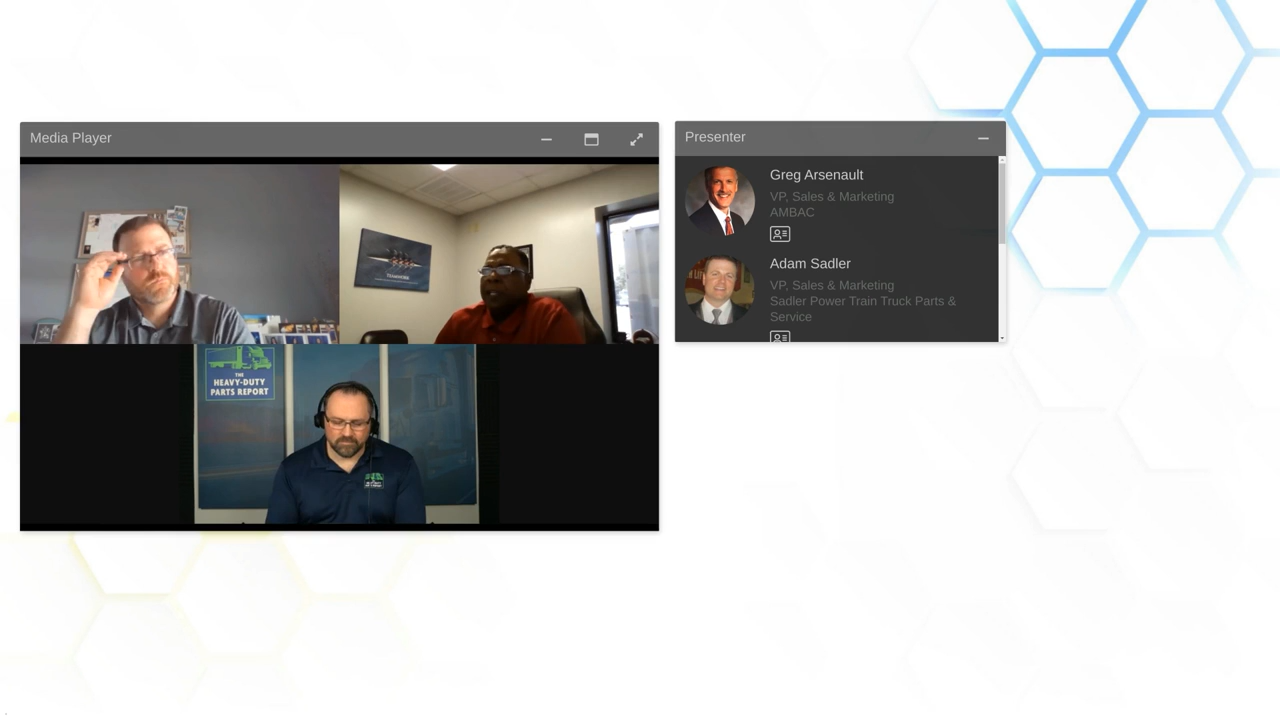 Media Player
Presenter
Greg Arsenault
VP, Sales & Marketing
AMBAC
Adam Sadler
VP, Sales & Marketing
Sadler Power Train Truck Parts &
Service
TEAMWORK
THE
HEAVY-DUTY
PARTS REPORT